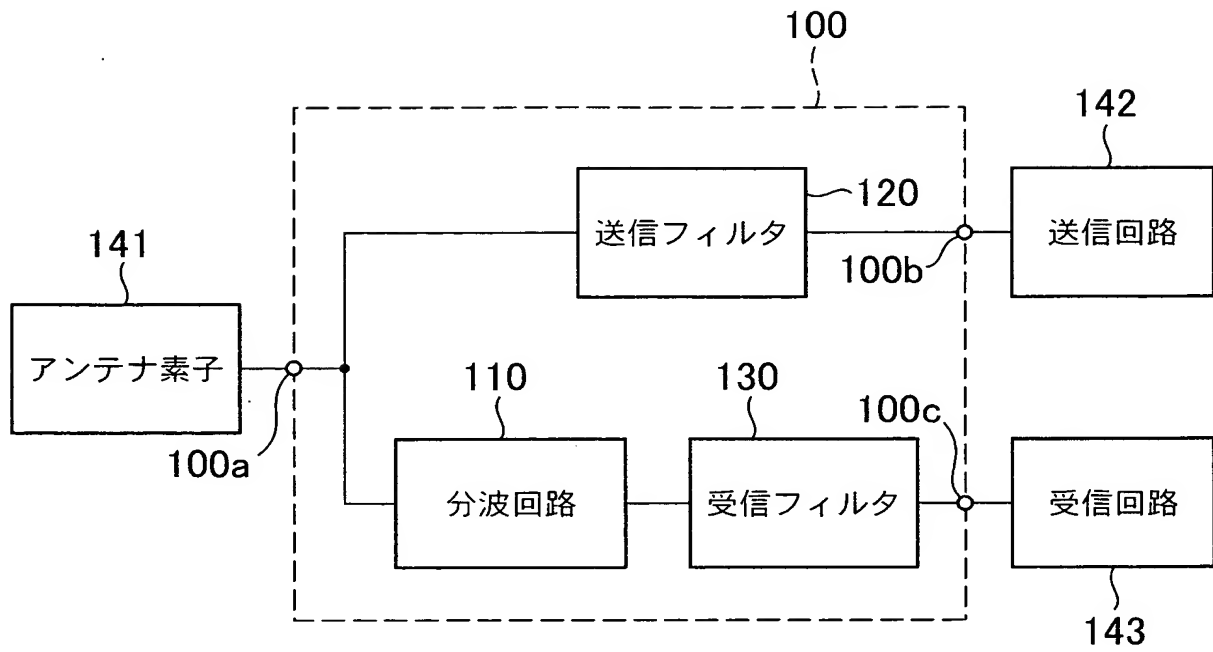 100
142
送信フィルタ
120
送信回路
100b
141
アンテナ素子
100a
110
130
100c
分波回路
受信フィルタ
受信回路
143